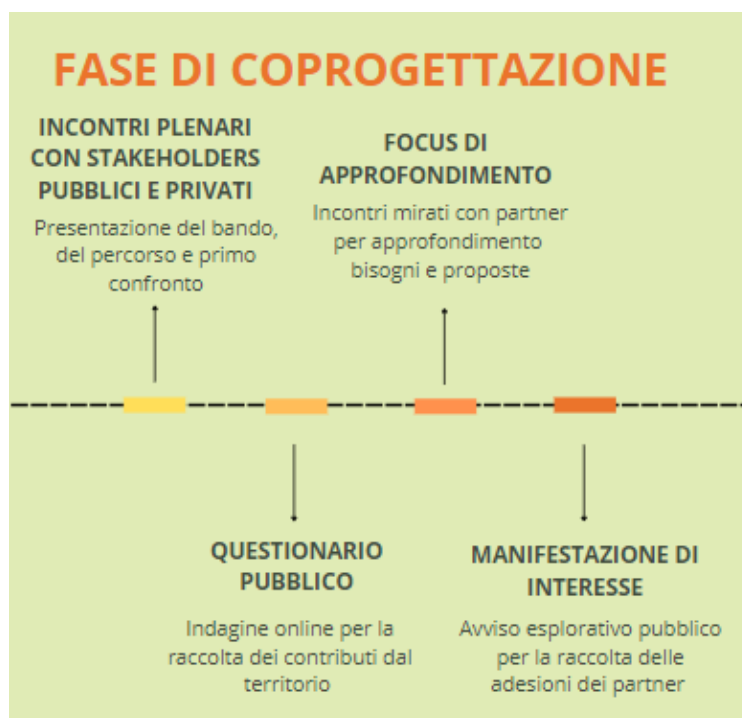 FASE DI COPROGETTAZIONE
INCONTRI PLENARI
CON STAKEHOLDERS
PUBBLICI E PRIVATI
Presentazione del bando,
del percorso e primo
confronto
FOCUS DI
APPROFONDIMENTO
Incontri mirati con partner
per approfondimento
bisogni e proposte
QUESTIONARIO
PUBBLICO
Indagine online per la
raccolta dei contributi dal
territorio
MANIFESTAZIONE DI
INTERESSE
Avviso esplorativo pubblico
per la raccolta delle
adesioni dei partner